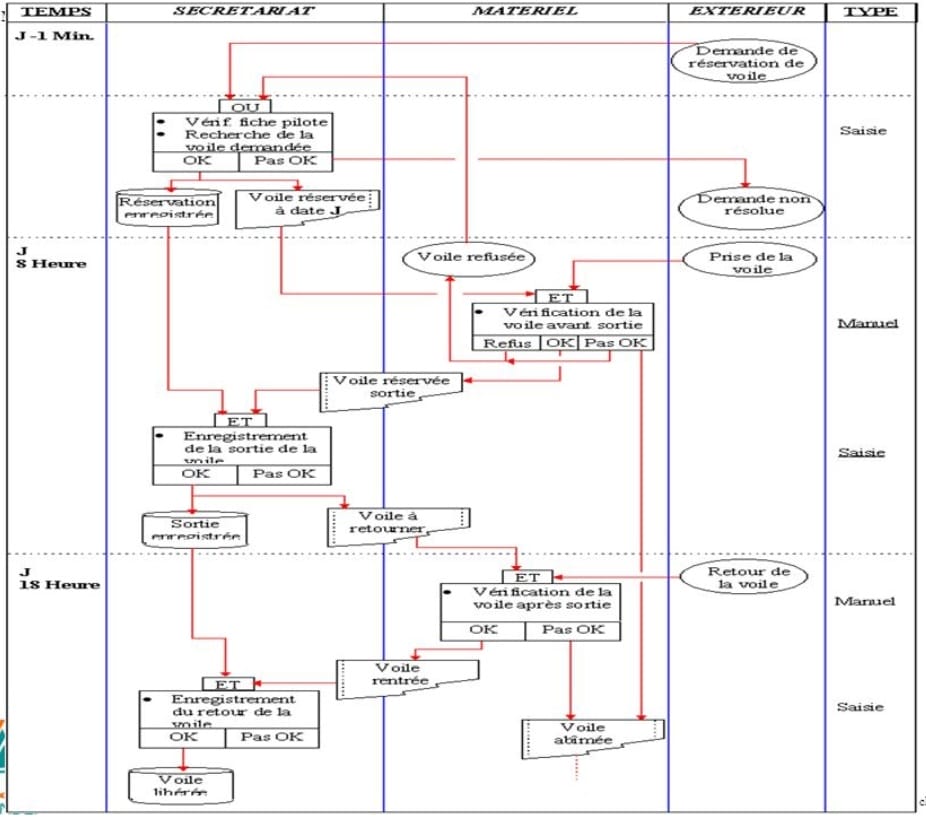 TEMPS
SECRETARIAT
MATERIEL
EXTERIEUR
TYPE
J -1 Min.
Demande de
réservation de
voile
OU
• Vérif. fiche pilote
• Recherche de la
voile demandée
OK
Pas OK
Saisie
Réservation
enregistrée
Voile réservée
à date J
Demande non
résolue
J
8 Heure
Voile refusée
Prise de la
voile
ET
• Vérification de la
voile avant sortie
Refus
OK
Pas OK
Manuel
Voile réservée
sortie
ET
• Enregistrement
de la sortie de la
voile
OK
Pas OK
Saisie
Sortie
enregistrée
Voile à
retourner
J
18 Heure
ET
• Vérification de la
voile après sortie
OK
Pas OK
Retour de
la voile
Manuel
Voile
rentrée
ET
• Enregistrement
du retour de la
voile
OK
Pas OK
Saisie
Voile
abîmée
Voile
libérée